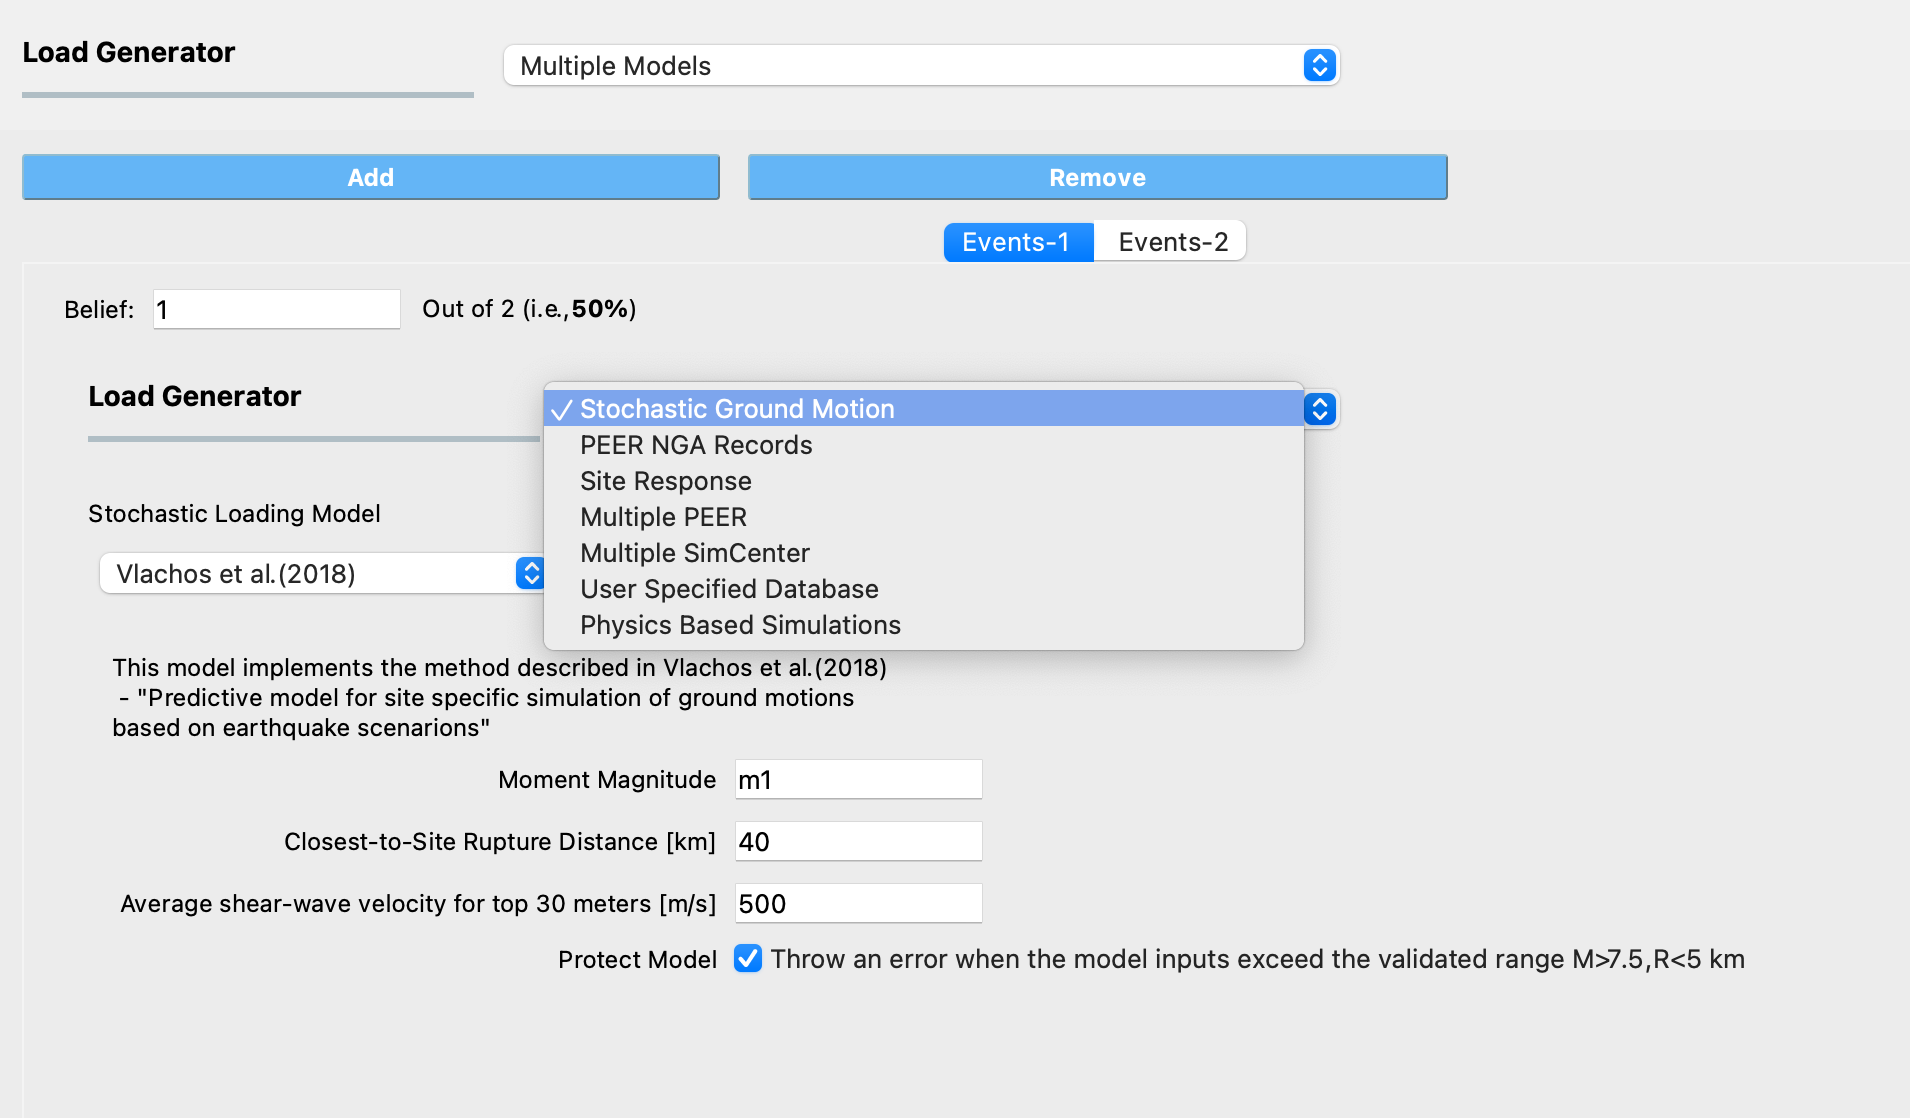 Load Generator
Multiple Models
Add
Remove
Events-1
Events-2
Belief:
1
Out of 2 (i.e.,50%)
Load Generator
Stochastic Ground Motion
PEER NGA Records
Site Response
Multiple PEER
Multiple SimCenter
User Specified Database
Physics Based Simulations
Stochastic Loading Model
Vlachos et al.(2018)
This model implements the method described in Vlachos et al.(2018)
- "Predictive model for site specific simulation of ground motions
based on earthquake scenarions"
Moment Magnitude
m1
Closest-to-Site Rupture Distance [km]
40
Average shear-wave velocity for top 30 meters [m/s]
500
Protect Model
Throw an error when the model inputs exceed the validated range M>7.5,R<5 km